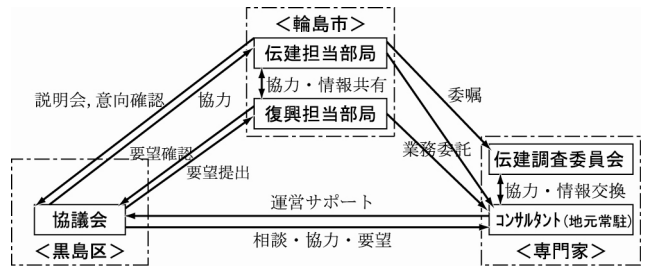 ＜輪島市＞
伝建担当部局
協力・情報共有
復興担当部局
説明会,意向確認
協力
委嘱
要望確認
要望提出
業務委託
伝建調査委員会
協力・情報交換
コンサルタント(地元常駐)
＜専門家＞
運営サポート
相談・協力・要望
協議会
＜黒島区＞